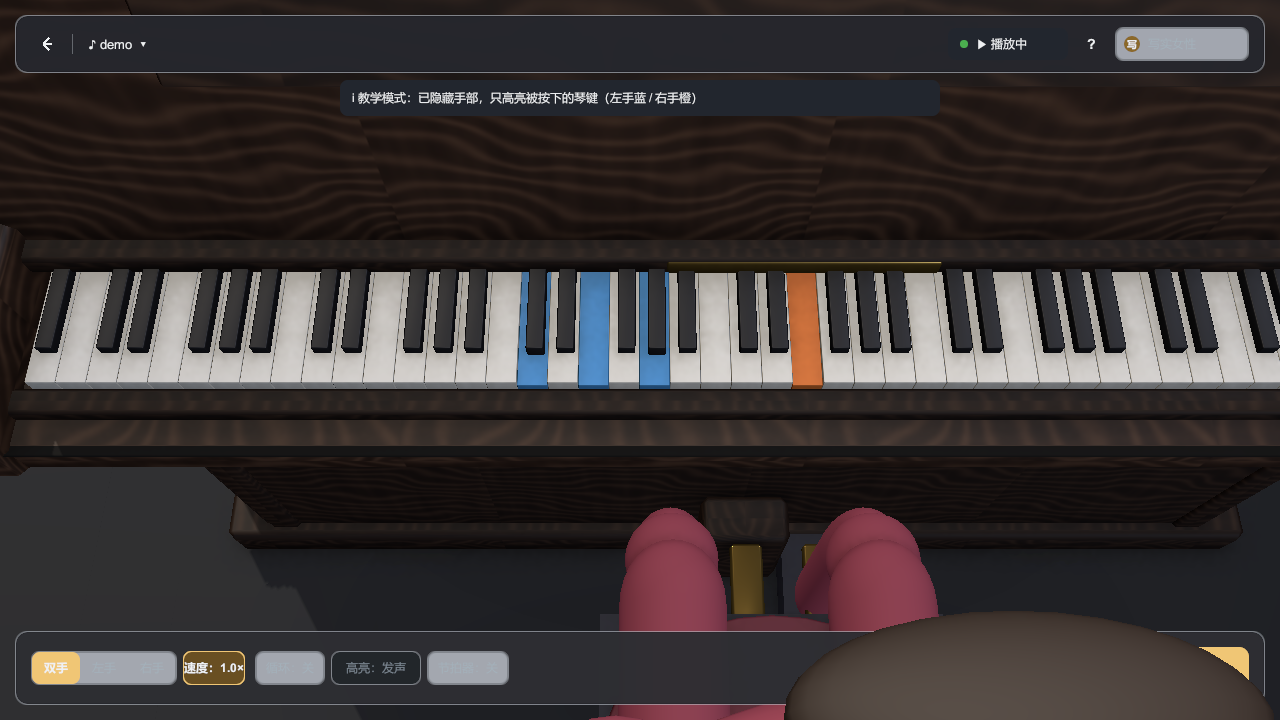 ♪ demo ▾
▶ 播放中
?
写
i 教学模式：已隐藏手部，只高亮被按下的琴键（左手蓝 / 右手橙）
双手
速度：1.0×
高亮：发声